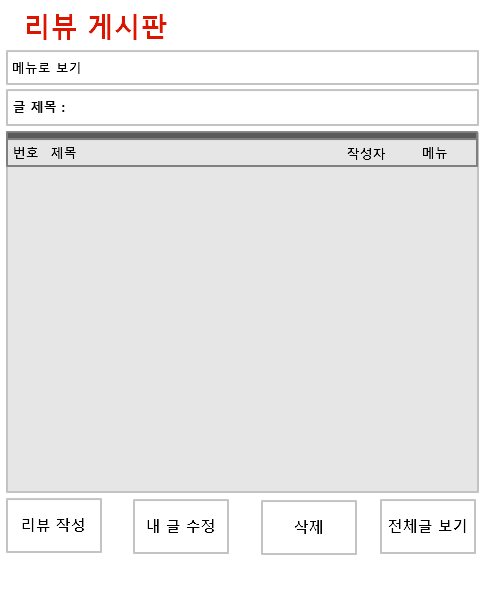 리뷰 게시판
메뉴로 보기
글 제목 :
번호 제목 작성자 메뉴
리뷰 작성 내 글 수정 삭제 전체글 보기